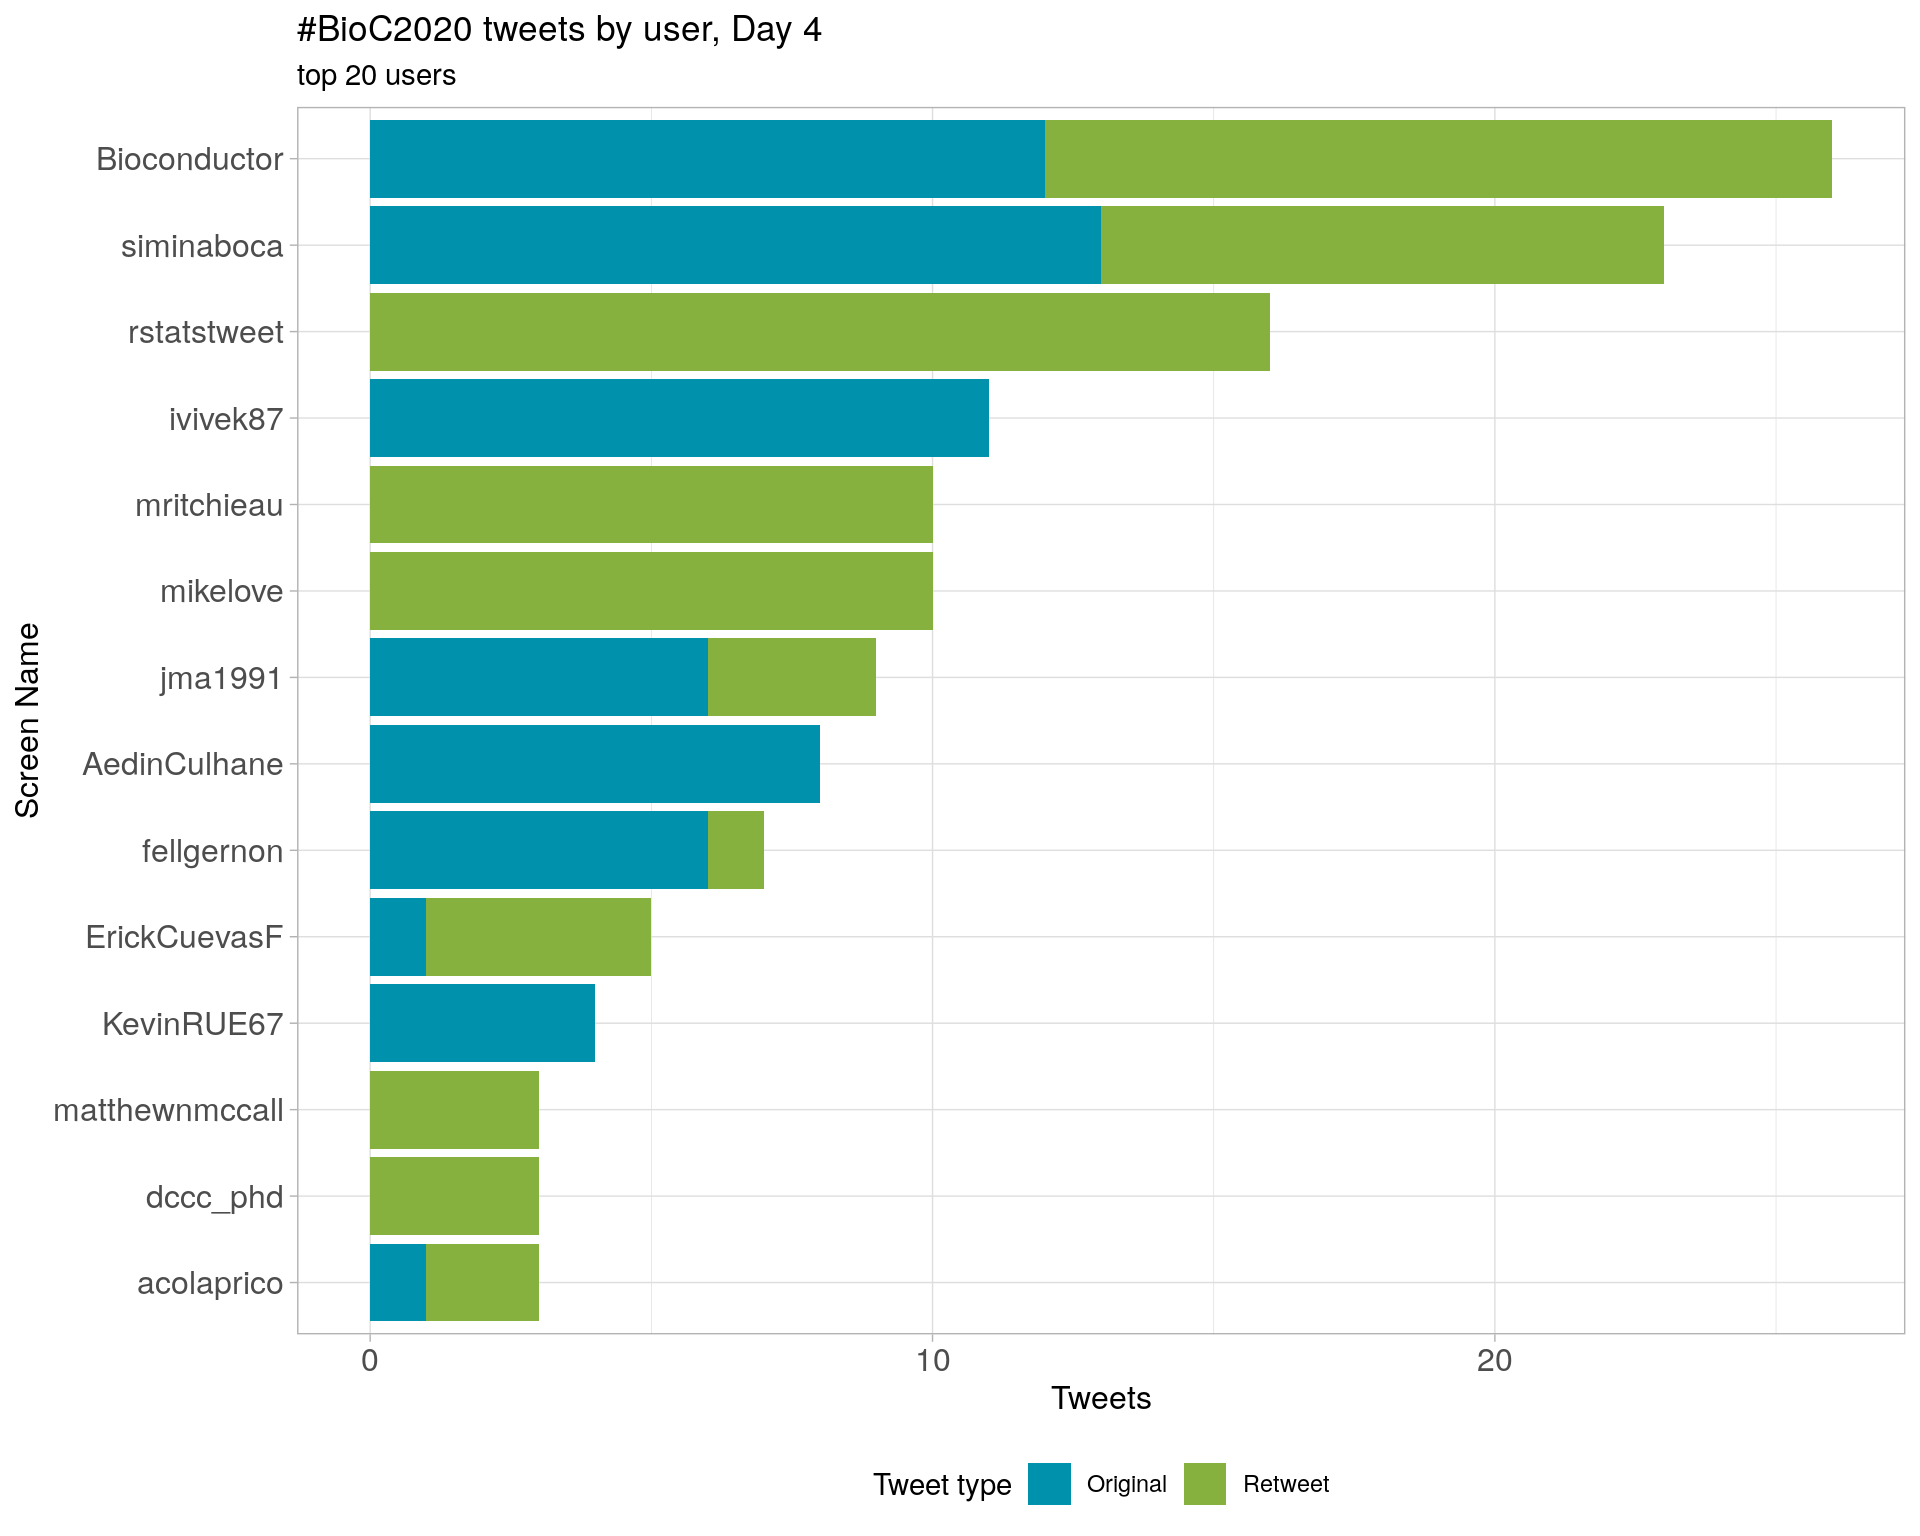 #BioC2020 tweets by user, Day 4
top 20 users
Screen Name
Bioconductor
siminaboca
rstatstweet
ivivek87
mritchieau
mikelove
jma1991
AedinCulhane
fellgernon
ErickCuevasF
KevinRUE67
matthewnmccall
dccc_phd
acolaprico
0 10 20
Tweets
Tweet type Original Retweet